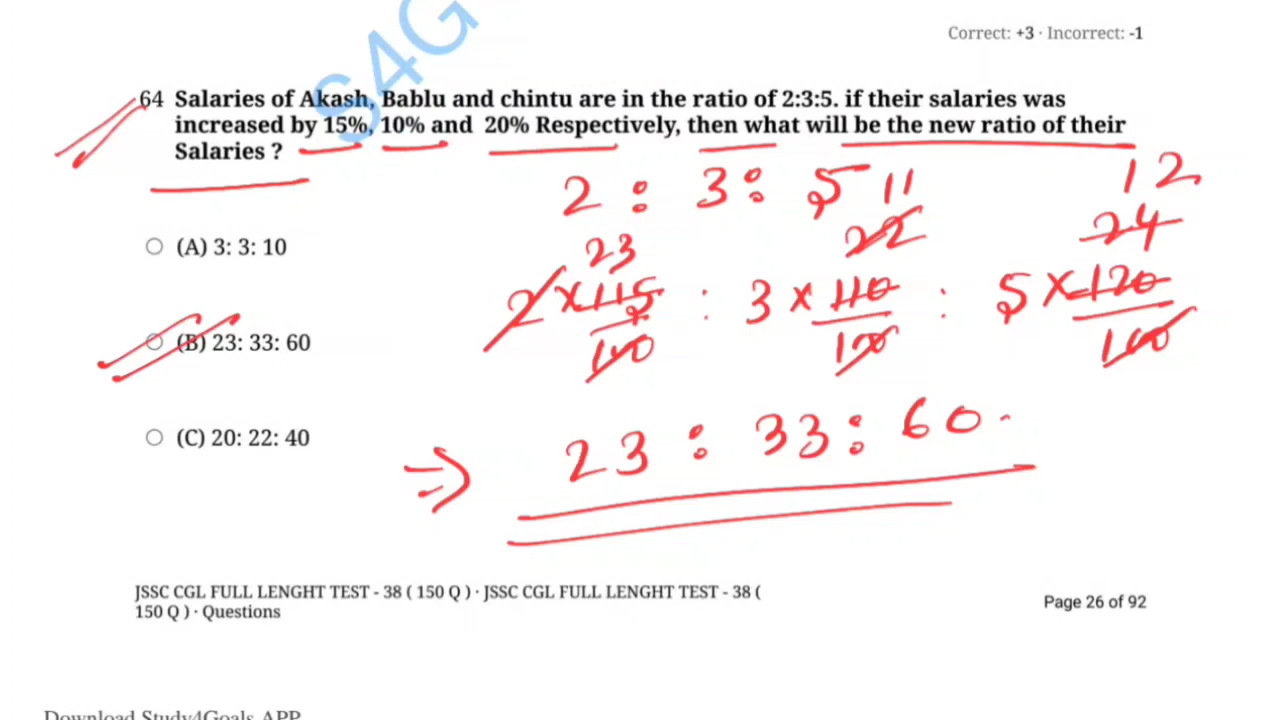 Correct: +3 · Incorrect: -1
S4G
64 Salaries of Akash, Bablu and chintu are in the ratio of 2:3:5. if their salaries was
increased by 15%, 10% and 20% Respectively, then what will be the new ratio of their
Salaries ?
2 : 3 : 5
23 22 11 24 12
2 × 115/100 : 3 × 110/100 : 5 × 120/100
(A) 3: 3: 10
(B) 23: 33: 60
(C) 20: 22: 40
⇒ 23 : 33 : 60
JSSC CGL FULL LENGHT TEST - 38 ( 150 Q ) · JSSC CGL FULL LENGHT TEST - 38 (
150 Q ) · Questions
Page 26 of 92
Download Study4Goals APP